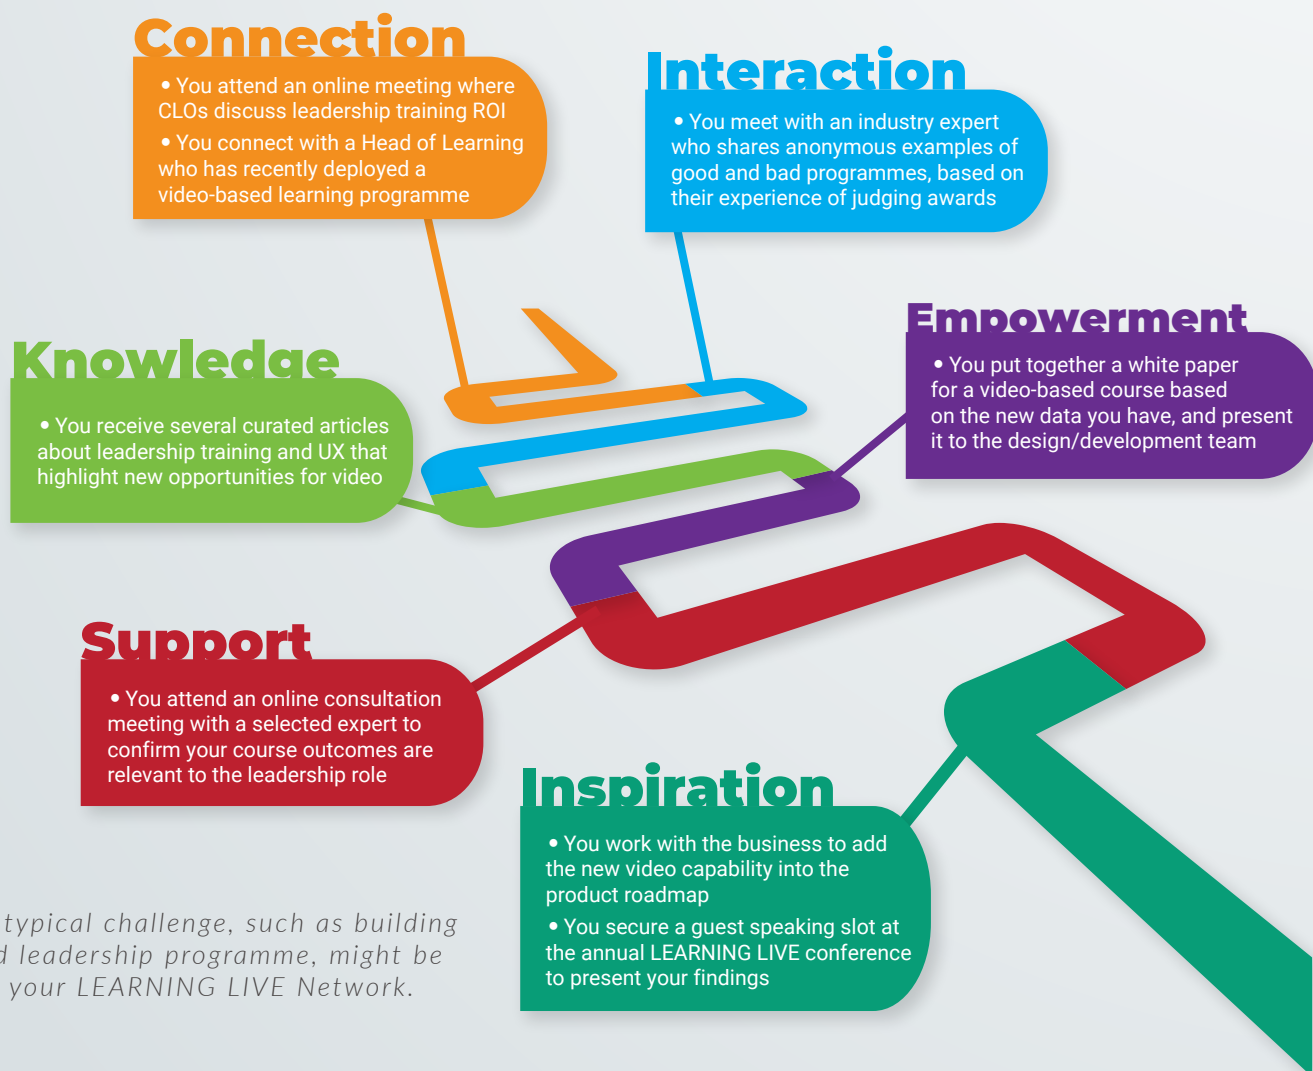 Connection
• You attend an online meeting where
CLOs discuss leadership training ROI
• You connect with a Head of Learning
who has recently deployed a
video-based learning programme
Interaction
• You meet with an industry expert
who shares anonymous examples of
good and bad programmes, based on
their experience of judging awards
Knowledge
• You receive several curated articles
about leadership training and UX that
highlight new opportunities for video
Empowerment
• You put together a white paper
for a video-based course based
on the new data you have, and present
it to the design/development team
Support
• You attend an online consultation
meeting with a selected expert to
confirm your course outcomes are
relevant to the leadership role
Inspiration
• You work with the business to add
the new video capability into the
product roadmap
• You secure a guest speaking slot at
the annual LEARNING LIVE conference
to present your findings
typical challenge, such as building
leadership programme, might be
your LEARNING LIVE Network.